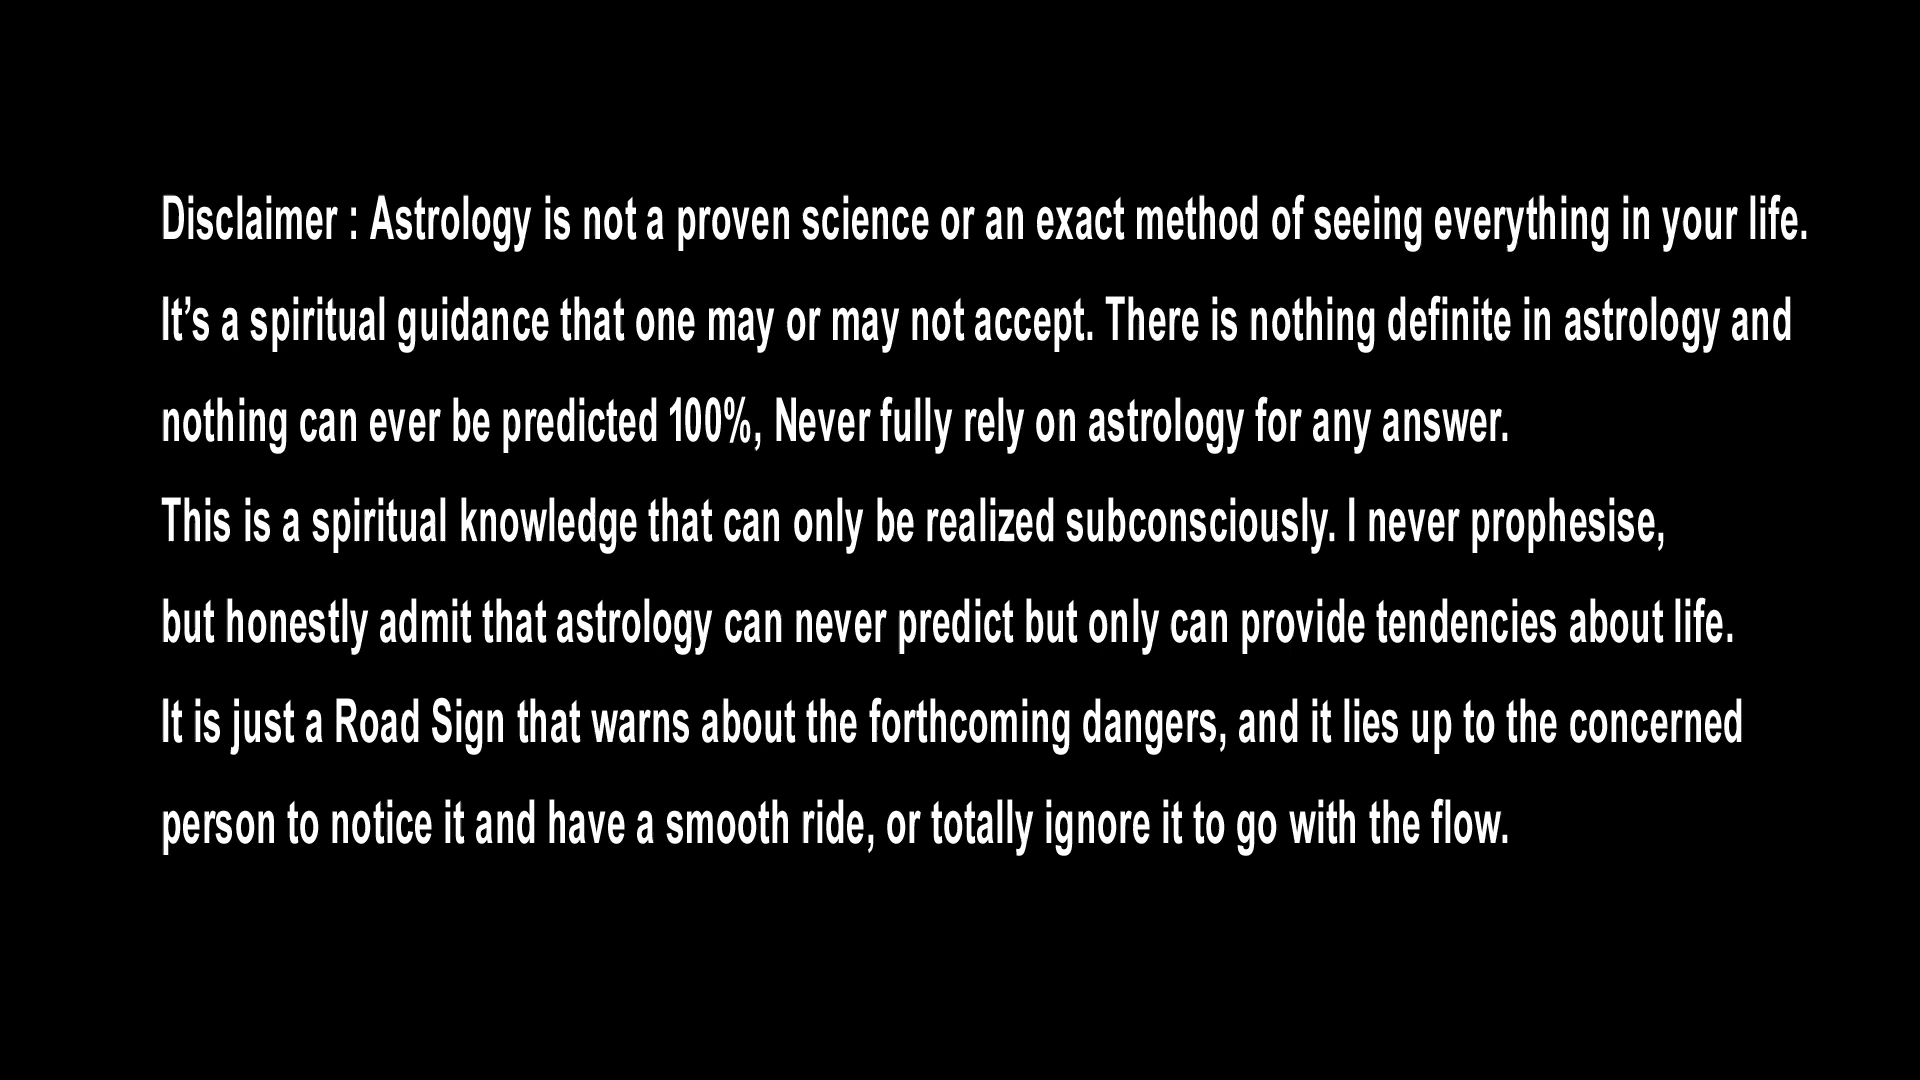 Disclaimer : Astrology is not a proven science or an exact method of seeing everything in your life.
It’s a spiritual guidance that one may or may not accept. There is nothing definite in astrology and
nothing can ever be predicted 100%, Never fully rely on astrology for any answer.
This is a spiritual knowledge that can only be realized subconsciously. I never prophesise,
but honestly admit that astrology can never predict but only can provide tendencies about life.
It is just a Road Sign that warns about the forthcoming dangers, and it lies up to the concerned
person to notice it and have a smooth ride, or totally ignore it to go with the flow.